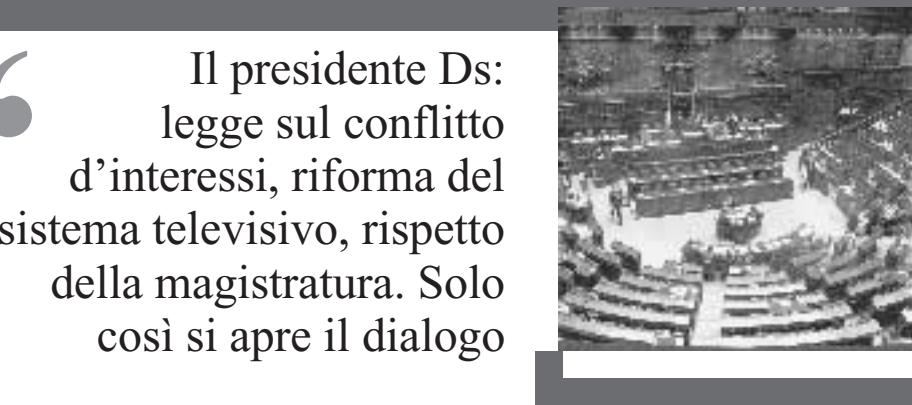 Il presidente Ds:
legge sul conflitto
d’interessi, riforma del
sistema televisivo, rispetto
della magistratura. Solo
così si apre il dialogo